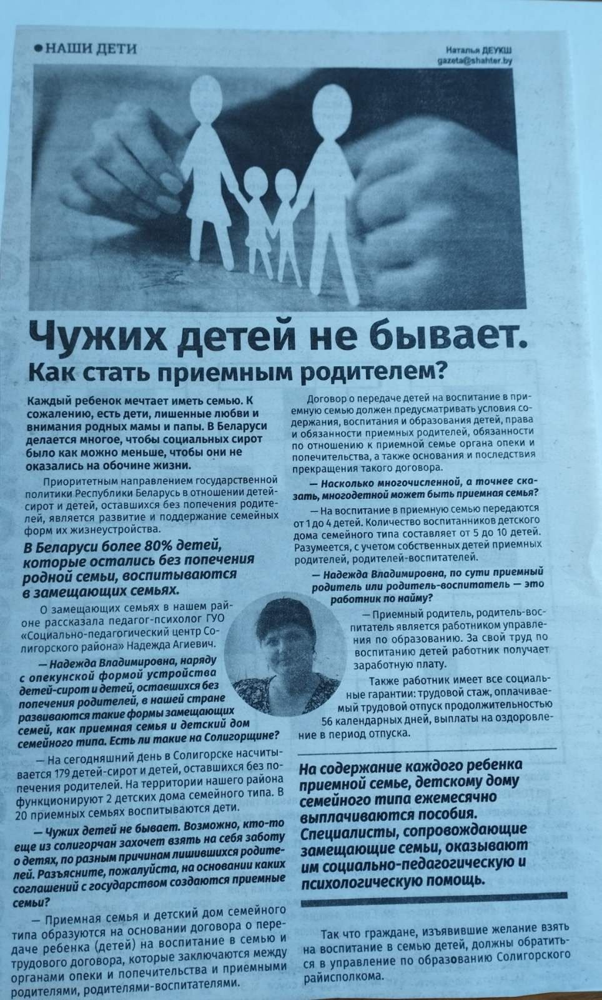 ●НАШИ ДЕТИ
Наталья ДЕУКШ
gazeta@shahter.by
Чужих детей не бывает.
Как стать приемным родителем?
Каждый ребенок мечтает иметь семью. К
сожалению, есть дети, лишенные любви и
внимания родных мамы и папы. В Беларуси
делается многое, чтобы социальных сирот
было как можно меньше, чтобы они не
оказались на обочине жизни.
Приоритетным направлением государственной
политики Республики Беларусь в отношении детей-
сирот и детей, оставшихся без попечения родите-
лей, является развитие и поддержание семейных
форм их жизнеустройства.
В Беларуси более 80% детей,
которые остались без попечения
родной семьи, воспитываются
в замещающих семьях.
О замещающих семьях в нашем рай-
оне рассказала педагог-психолог ГУО
«Социально-педагогический центр Со-
лигорского района» Надежда Агиевич.
— Надежда Владимировна, наряду
с опекунской формой устройства
детей-сирот и детей, оставшихся без
попечения родителей, в нашей стране
развиваются такие формы замещающих
семей, как приемная семья и детский дом
семейного типа. Есть ли такие на Солигорщине?
— На сегодняшний день в Солигорске насчиты-
вается 179 детей-сирот и детей, оставшихся без по-
печения родителей. На территории нашего района
функционируют 2 детских дома семейного типа. В
20 приемных семьях воспитываются дети.
— Чужих детей не бывает. Возможно, кто-то
еще из солигорчан захочет взять на себя заботу
о детях, по разным причинам лишившихся родите-
лей. Разъясните, пожалуйста, на основании каких
соглашений с государством создаются приемные
семьи?
— Приемная семья и детский дом семейного
типа образуются на основании договора о пере-
даче ребенка (детей) на воспитание в семью и
трудового договора, которые заключаются между
органами опеки и попечительства и приемными
родителями, родителями-воспитателями.
Договор о передаче детей на воспитание в при-
емную семью должен предусматривать условия со-
держания, воспитания и образования детей, права
и обязанности приемных родителей, обязанности
по отношению к приемной семье органа опеки и
попечительства, а также основания и последствия
прекращения такого договора.
— Насколько многочисленной, а точнее ска-
зать, многодетной может быть приемная семья?
— На воспитание в приемную семью передаются
от 1 до 4 детей. Количество воспитанников детского
дома семейного типа составляет от 5 до 10 детей.
Разумеется, с учетом собственных детей приемных
родителей, родителей-воспитателей.
— Надежда Владимировна, по сути приемный
родитель или родитель-воспитатель — это
работник по найму?
— Приемный родитель, родитель-вос-
питатель является работником управле-
ния по образованию. За свой труд по
воспитанию детей работник получает
заработную плату.
Также работник имеет все социаль-
ные гарантии: трудовой стаж, оплачивае-
мый трудовой отпуск продолжительностью
56 календарных дней, выплаты на оздоровле-
ние в период отпуска.
На содержание каждого ребенка
приемной семье, детскому дому
семейного типа ежемесячно
выплачиваются пособия.
Специалисты, сопровождающие
замещающие семьи, оказывают
им социально-педагогическую и
психологическую помощь.
Так что граждане, изъявившие желание взять
на воспитание в семью детей, должны обратить-
ся в управление по образованию Солигорского
райисполкома.